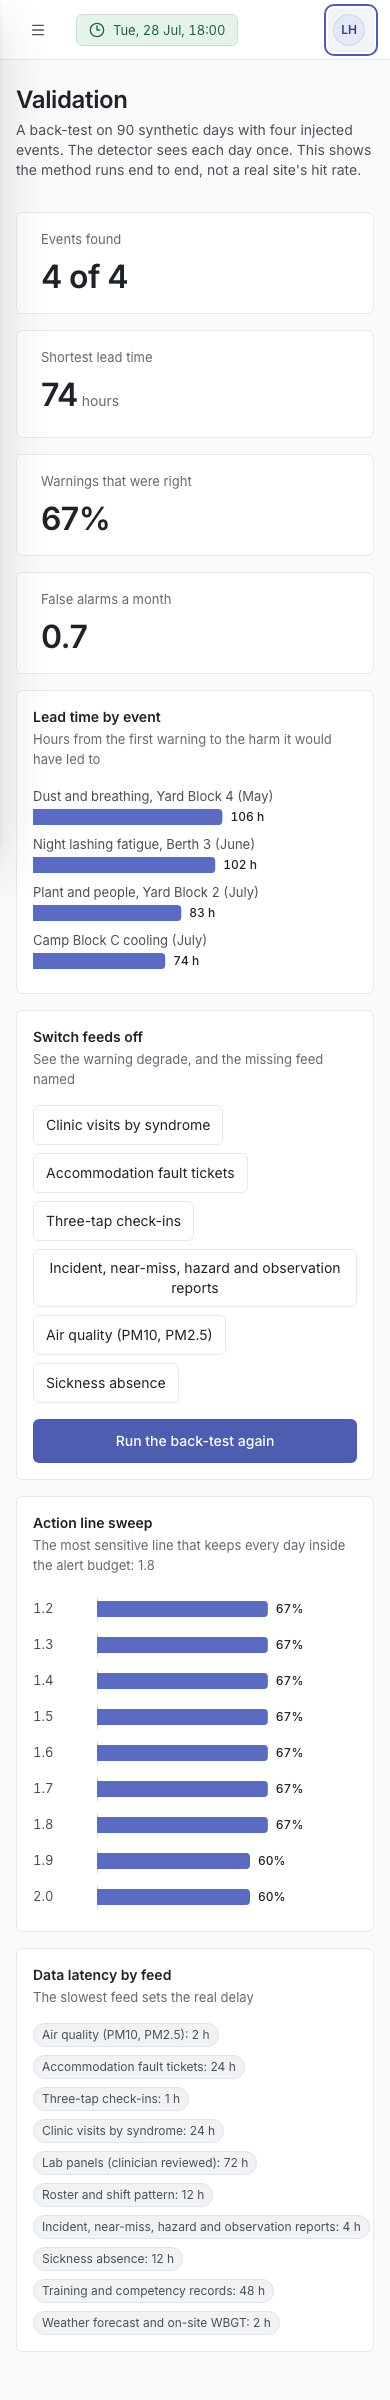 Tue, 28 Jul, 18:00
LH
Validation
A back-test on 90 synthetic days with four injected
events. The detector sees each day once. This shows
the method runs end to end, not a real site's hit rate.
Events found
4 of 4
Shortest lead time
74 hours
Warnings that were right
67%
False alarms a month
0.7
Lead time by event
Hours from the first warning to the harm it would
have led to
Dust and breathing, Yard Block 4 (May)
106 h
Night lashing fatigue, Berth 3 (June)
102 h
Plant and people, Yard Block 2 (July)
83 h
Camp Block C cooling (July)
74 h
Switch feeds off
See the warning degrade, and the missing feed
named
Clinic visits by syndrome
Accommodation fault tickets
Three-tap check-ins
Incident, near-miss, hazard and observation
reports
Air quality (PM10, PM2.5)
Sickness absence
Run the back-test again
Action line sweep
The most sensitive line that keeps every day inside
the alert budget: 1.8
1.2 67%
1.3 67%
1.4 67%
1.5 67%
1.6 67%
1.7 67%
1.8 67%
1.9 60%
2.0 60%
Data latency by feed
The slowest feed sets the real delay
Air quality (PM10, PM2.5): 2 h
Accommodation fault tickets: 24 h
Three-tap check-ins: 1 h
Clinic visits by syndrome: 24 h
Lab panels (clinician reviewed): 72 h
Roster and shift pattern: 12 h
Incident, near-miss, hazard and observation reports: 4 h
Sickness absence: 12 h
Training and competency records: 48 h
Weather forecast and on-site WBGT: 2 h